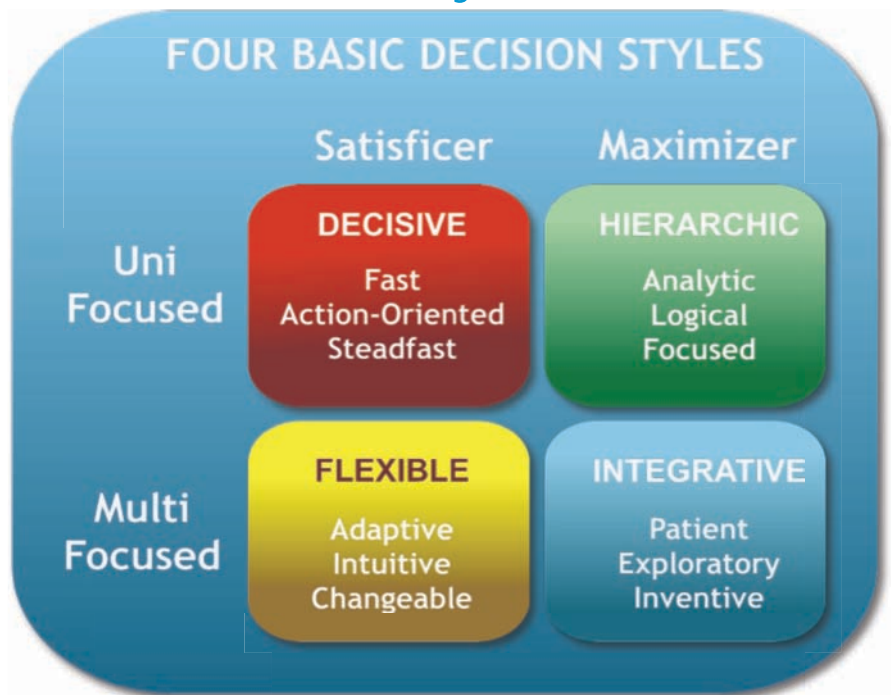 FOUR BASIC DECISION STYLES
Satisficer
Maximizer
Uni
Focused
DECISIVE
Fast
Action-Oriented
Steadfast
HIERARCHIC
Analytic
Logical
Focused
Multi
Focused
FLEXIBLE
Adaptive
Intuitive
Changeable
INTEGRATIVE
Patient
Exploratory
Inventive